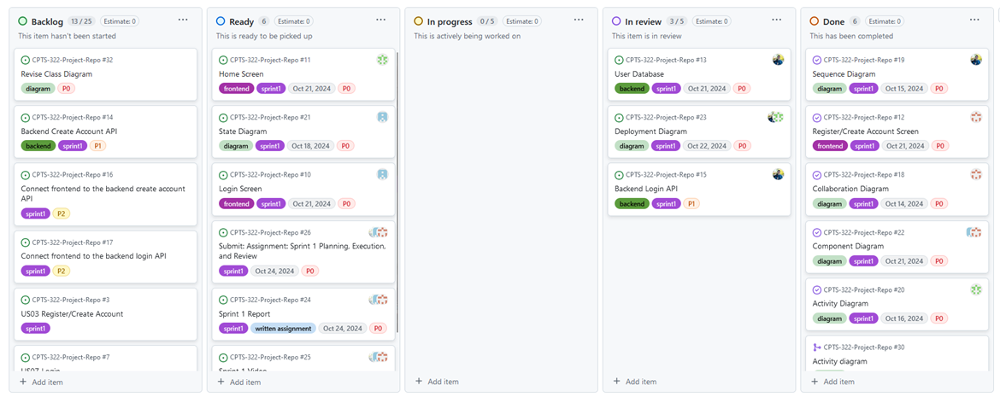 Backlog 13 / 25 Estimate: 0 ...
This item hasn't been started
CPTS-322-Project-Repo #32
Revise Class Diagram
diagram P0
CPTS-322-Project-Repo #14
Backend Create Account API
backend sprint1 P1
CPTS-322-Project-Repo #16
Connect frontend to the backend create account
API
sprint1 P2
CPTS-322-Project-Repo #17
Connect frontend to the backend login API
sprint1 P2
CPTS-322-Project-Repo #3
US03 Register/Create Account
sprint1
CPTS-322-Project-Repo #7
US07 Login
+ Add item
Ready 6 Estimate: 0 ...
This is ready to be picked up
CPTS-322-Project-Repo #11
Home Screen
frontend sprint1 Oct 21, 2024 P0
CPTS-322-Project-Repo #21
State Diagram
diagram sprint1 Oct 18, 2024 P0
CPTS-322-Project-Repo #10
Login Screen
frontend sprint1 Oct 21, 2024 P0
CPTS-322-Project-Repo #26
Submit: Assignment: Sprint 1 Planning, Execution,
and Review
sprint1 Oct 24, 2024 P0
CPTS-322-Project-Repo #24
Sprint 1 Report
sprint1 written assignment Oct 24, 2024 P0
CPTS-322-Project-Repo #25
Sprint 1 Video
+ Add item
In progress 0 / 5 Estimate: 0 ...
This is actively being worked on
+ Add item
In review 3 / 5 Estimate: 0 ...
This item is in review
CPTS-322-Project-Repo #13
User Database
backend sprint1 Oct 21, 2024 P0
CPTS-322-Project-Repo #23
Deployment Diagram
diagram sprint1 Oct 22, 2024 P0
CPTS-322-Project-Repo #15
Backend Login API
backend sprint1 P1
+ Add item
Done 6 Estimate: 0 ...
This has been completed
CPTS-322-Project-Repo #19
Sequence Diagram
diagram sprint1 Oct 15, 2024 P0
CPTS-322-Project-Repo #12
Register/Create Account Screen
frontend sprint1 Oct 21, 2024 P0
CPTS-322-Project-Repo #18
Collaboration Diagram
diagram sprint1 Oct 14, 2024 P0
CPTS-322-Project-Repo #22
Component Diagram
diagram sprint1 Oct 21, 2024 P0
CPTS-322-Project-Repo #20
Activity Diagram
diagram sprint1 Oct 16, 2024 P0
CPTS-322-Project-Repo #30
Activity diagram
+ Add item